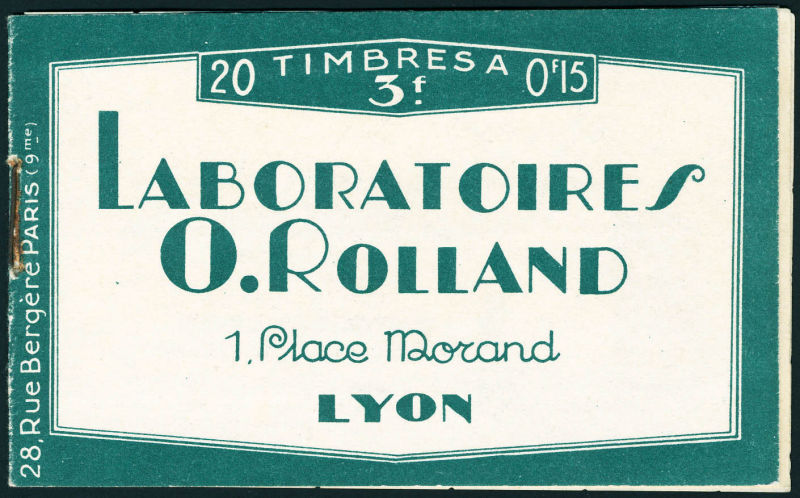 20 TIMBRES A 0f15
3f.
LABORATOIRES
O. ROLLAND
1, Place Morand
LYON
28, Rue Bergère PARIS (9me)